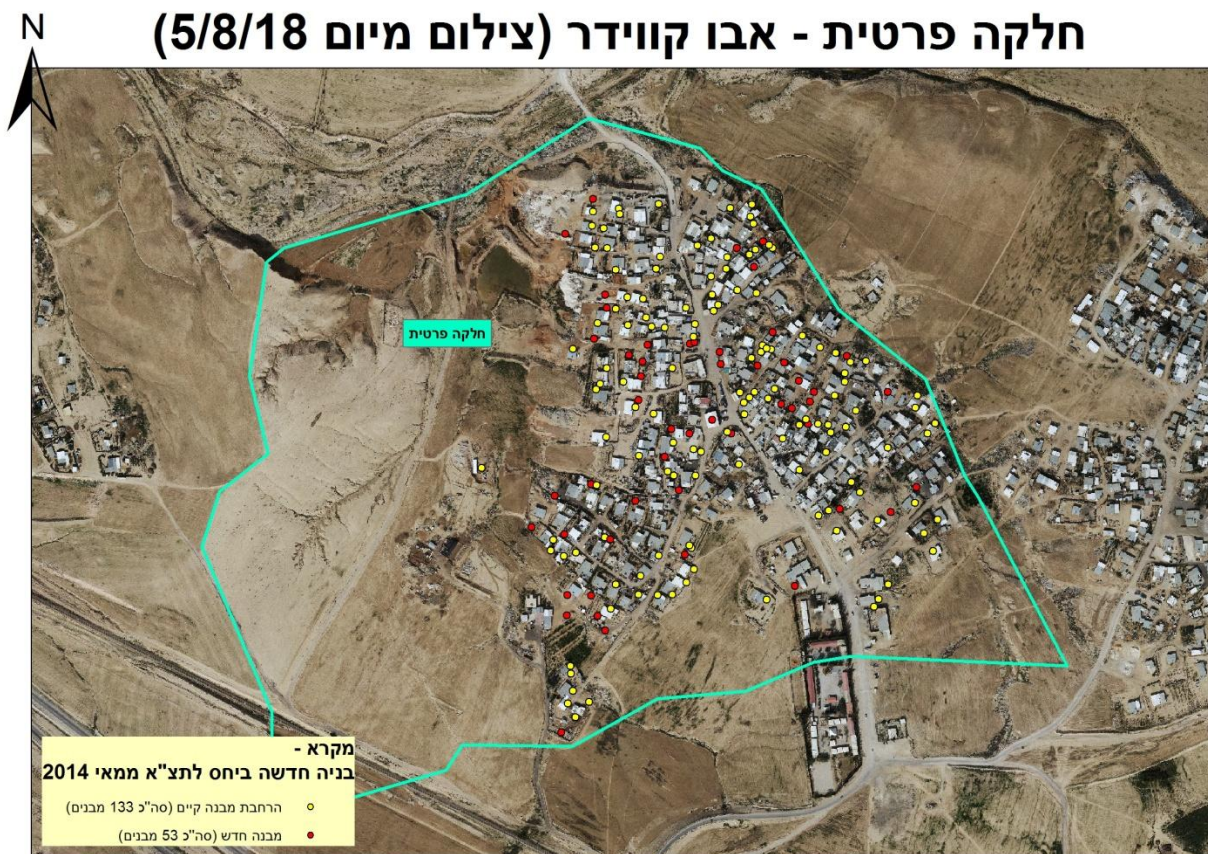 חלקה פרטית - אבו קווידר (צילום מיום 5/8/18)
N
חלקה פרטית
מקרא -
בניה חדשה ביחס לתצ"א ממאי 2014
הרחבת מבנה קיים (סה"כ 133 מבנים)
מבנה חדש (סה"כ 53 מבנים)